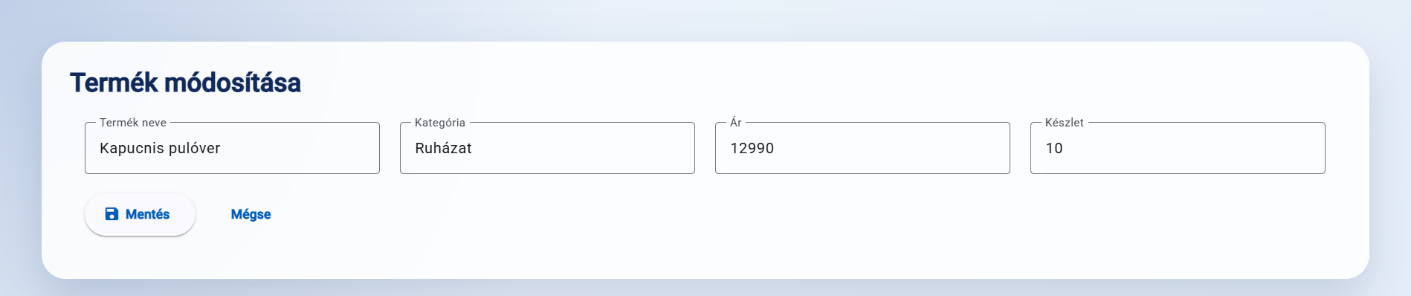 Termék módosítása
Termék neve Kategória Ár Készlet
Kapucnis pulóver Ruházat 12990 10
Mentés Mégse